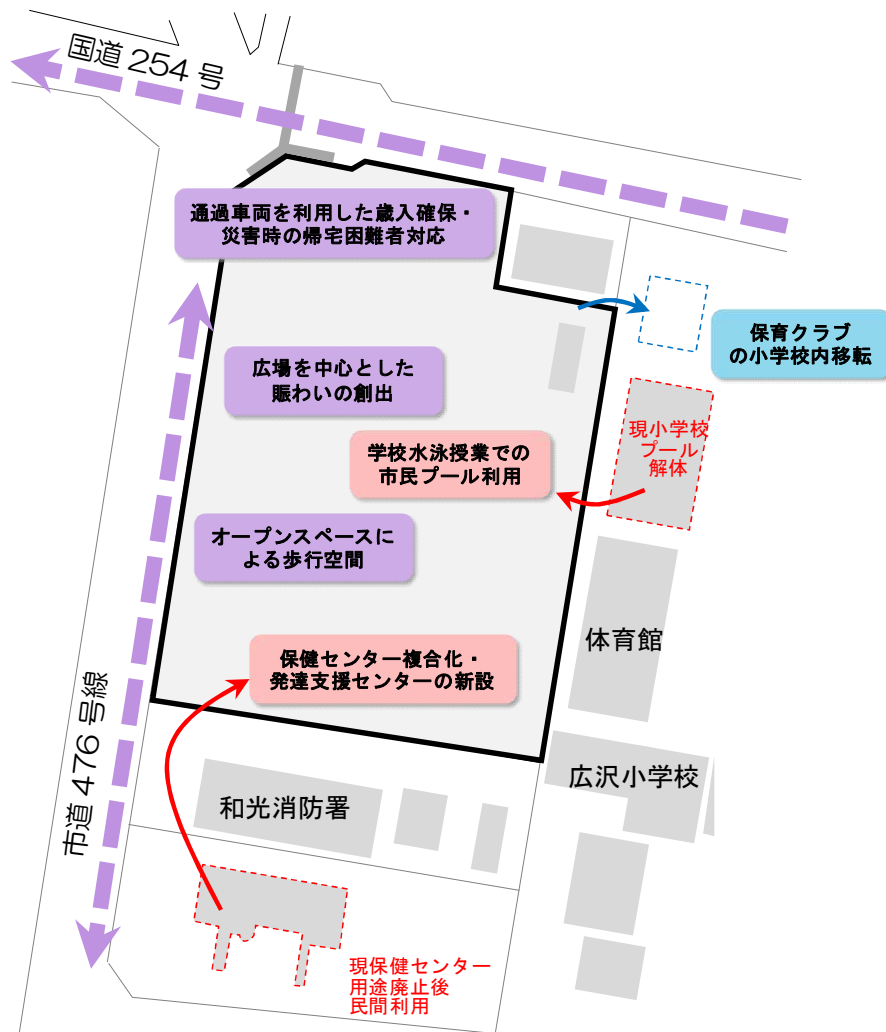 国道 254 号
通過車両を利用した歳入確保・
災害時の帰宅困難者対応
保育クラブ
の小学校内移転
広場を中心とした
賑わいの創出
現小学校
プール
解体
学校水泳授業での
市民プール利用
オープンスペースに
よる歩行空間
体育館
保健センター複合化・
発達支援センターの新設
市道 476 号線
広沢小学校
和光消防署
現保健センター
用途廃止後
民間利用